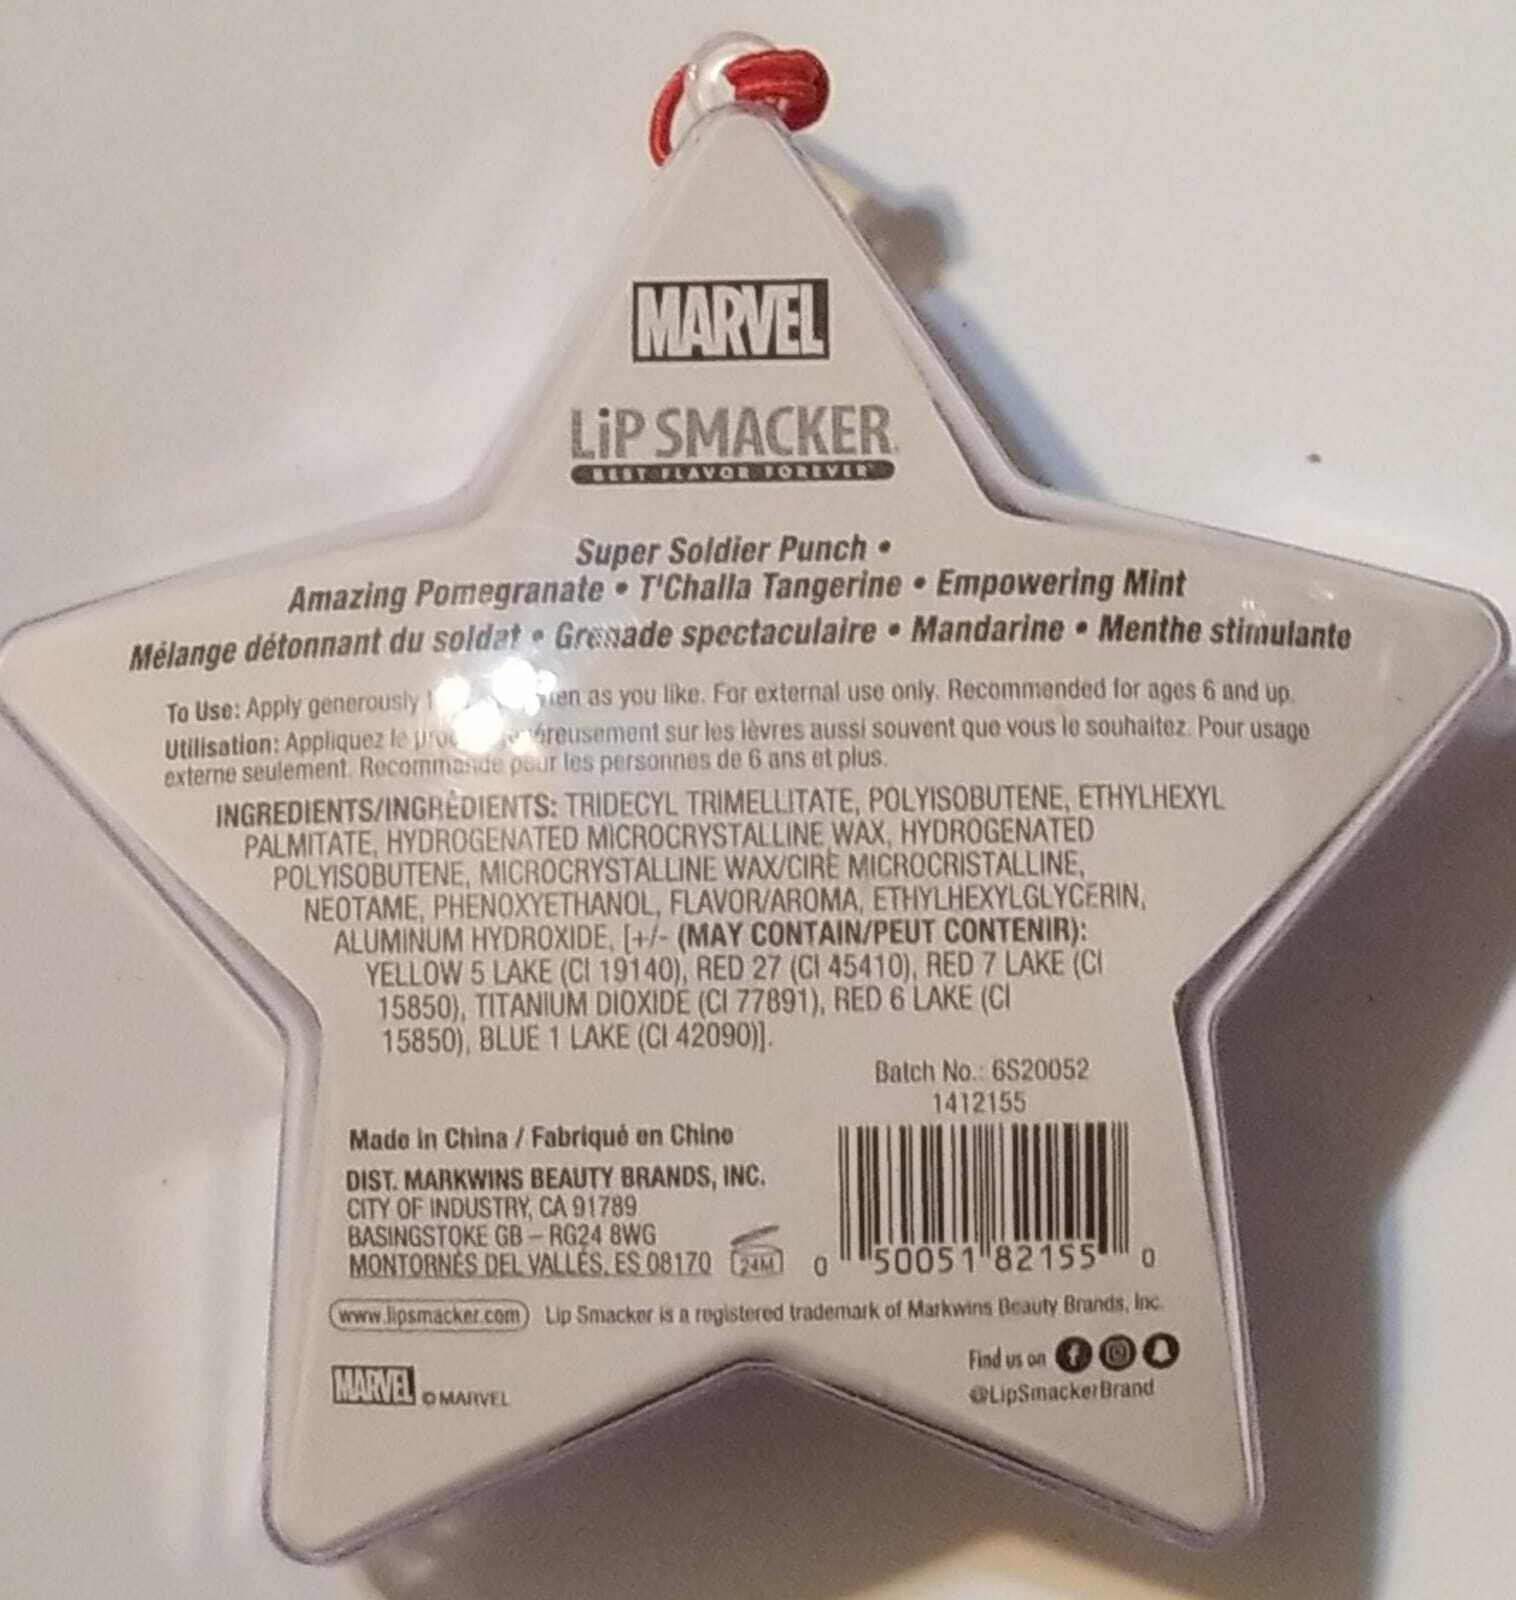 MARVEL
LiP SMACKER
BEST FLAVOR FOREVER
Super Soldier Punch •
Amazing Pomegranate • T'Challa Tangerine • Empowering Mint
Mélange détonnant du soldat • Grenade spectaculaire • Mandarine • Menthe stimulante
To Use: Apply generously as you like. For external use only. Recommended for ages 6 and up.
Utilisation: Appliquez le sur les lèvres aussi souvent que vous le souhaitez. Pour usage
externe seulement. Recommandé pour les personnes de 6 ans et plus.
INGREDIENTS/INGRÉDIENTS: TRIDECYL TRIMELLITATE, POLYISOBUTENE, ETHYLHEXYL
PALMITATE, HYDROGENATED MICROCRYSTALLINE WAX, HYDROGENATED
POLYISOBUTENE, MICROCRYSTALLINE WAX/CIRE MICROCRISTALLINE,
NEOTAME, PHENOXYETHANOL, FLAVOR/AROMA, ETHYLHEXYLGLYCERIN,
ALUMINUM HYDROXIDE, [+/- (MAY CONTAIN/PEUT CONTENIR):
YELLOW 5 LAKE (CI 19140), RED 27 (CI 45410), RED 7 LAKE (CI
15850), TITANIUM DIOXIDE (CI 77891), RED 6 LAKE (CI
15850), BLUE 1 LAKE (CI 42090)].
Batch No.: 6S20052
1412155
Made in China / Fabriqué en Chine
DIST. MARKWINS BEAUTY BRANDS, INC.
CITY OF INDUSTRY, CA 91789
BASINGSTOKE GB – RG24 8WG
MONTORNÉS DEL VALLÉS, ES 08170
24M
0 50051 82155 0
www.lipsmacker.com Lip Smacker is a registered trademark of Markwins Beauty Brands, Inc.
Find us on
@LipSmackerBrand
MARVEL © MARVEL